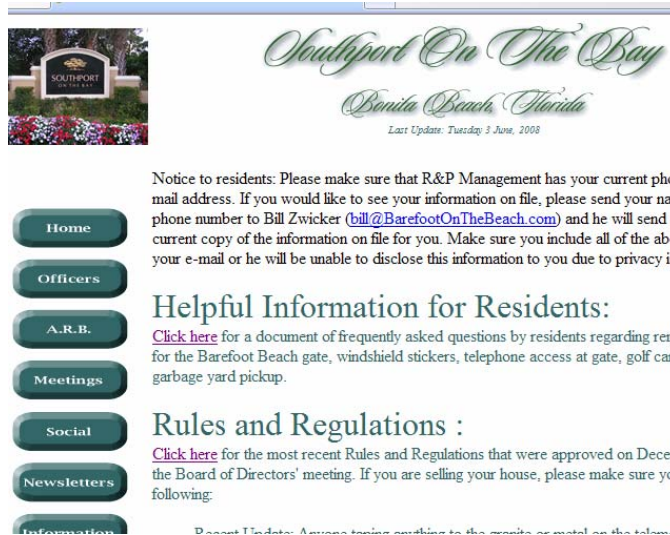 SOUTHPORT
ON THE BAY
Southport On The Bay
Bonita Beach, Florida
Last Update: Tuesday 3 June, 2008
Notice to residents: Please make sure that R&P Management has your current
mail address. If you would like to see your information on file, please send your
phone number to Bill Zwicker (bill@BarefootOnTheBeach.com) and he will send
current copy of the information on file for you. Make sure you include all of the
your e-mail or he will be unable to disclose this information to you due to privacy
Home
Officers
A.R.B.
Meetings
Social
Newsletters
Information
Helpful Information for Residents:
Click here for a document of frequently asked questions by residents regarding
for the Barefoot Beach gate, windshield stickers, telephone access at gate, golf
garbage yard pickup.
Rules and Regulations :
Click here for the most recent Rules and Regulations that were approved on
the Board of Directors' meeting. If you are selling your house, please make sure
following:
Recent Update: Anyone taping anything to the granite or metal on the